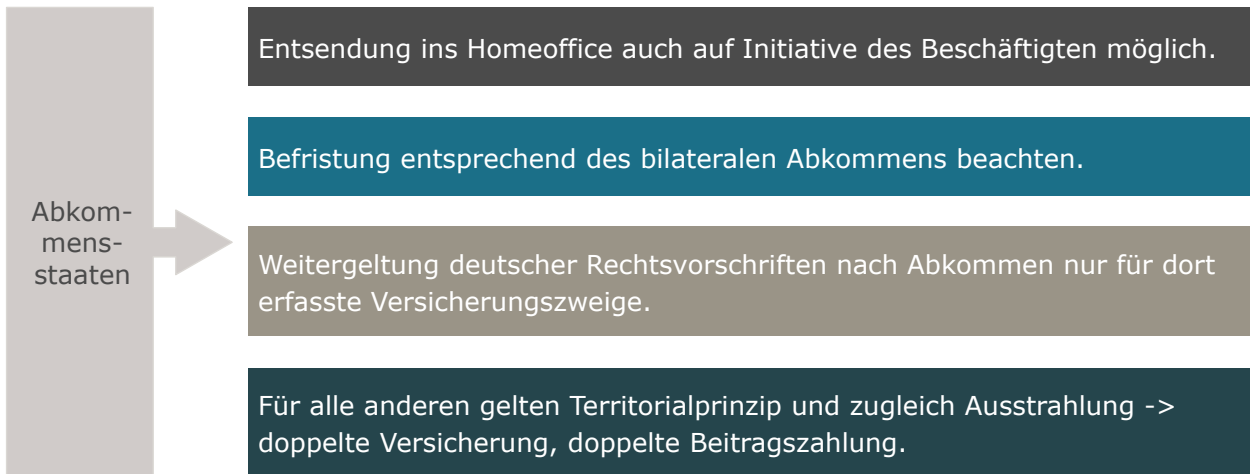 Abkom-
mens-
staaten
Entsendung ins Homeoffice auch auf Initiative des Beschäftigten möglich.
Befristung entsprechend des bilateralen Abkommens beachten.
Weitergeltung deutscher Rechtsvorschriften nach Abkommen nur für dort
erfasste Versicherungszweige.
Für alle anderen gelten Territorialprinzip und zugleich Ausstrahlung ->
doppelte Versicherung, doppelte Beitragszahlung.